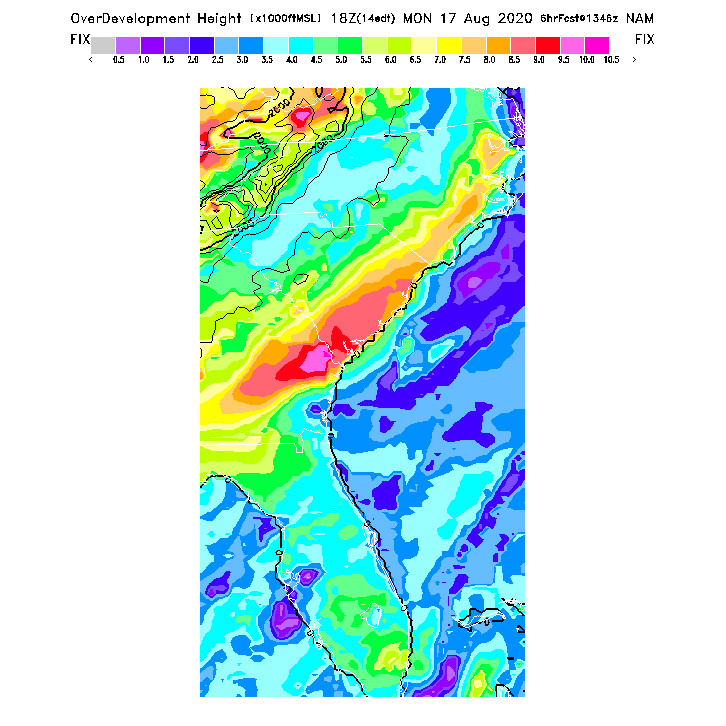 OverDevelopment Height [x1000ftMSL] 18Z(14edt) MON 17 Aug 2020 6hrFcst@1346z NAM
FIX FIX
< 0.5 1.0 1.5 2.0 2.5 3.0 3.5 4.0 4.5 5.0 5.5 6.0 6.5 7.0 7.5 8.0 8.5 9.0 9.5 10.0 10.5 >
2000